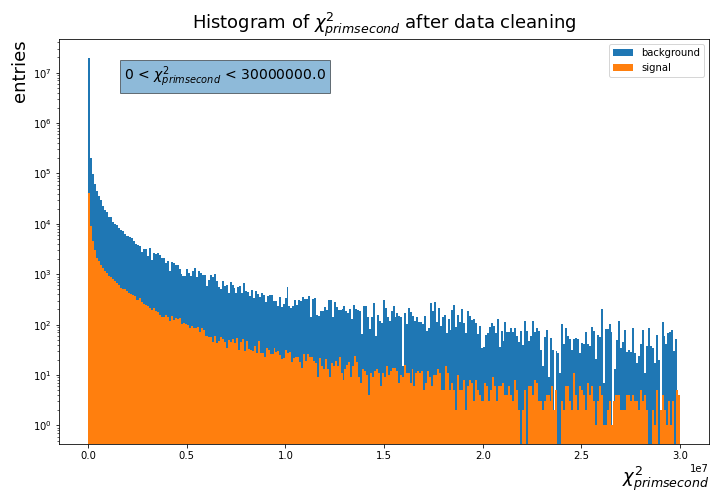 Histogram of χ²primsecond after data cleaning
entries
0 < χ²primsecond < 30000000.0
background
signal
10⁷
10⁶
10⁵
10⁴
10³
10²
10¹
10⁰
0.0 0.5 1.0 1.5 2.0 2.5 3.0
1e7
χ²primsecond